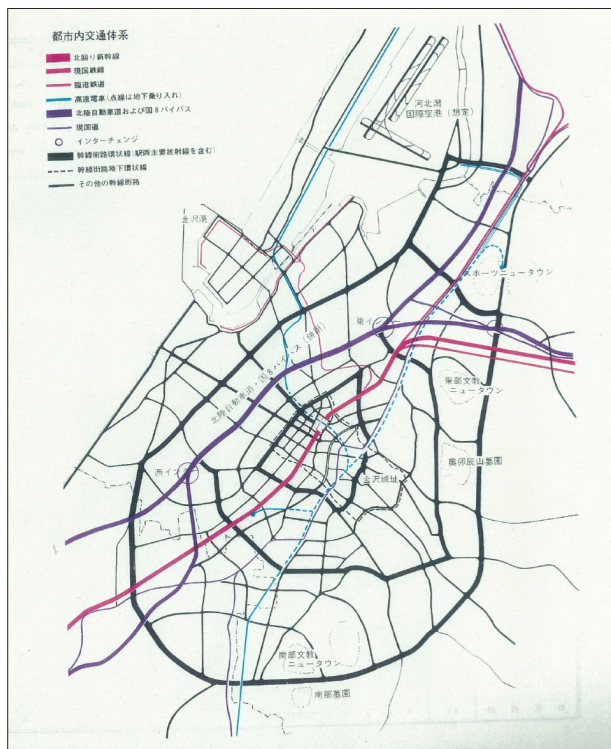 都市内交通体系
北廻り新幹線
現国鉄線
臨港鉄道
高速電車(点線は地下乗り入れ)
北陸自動車道および国8バイパス
現国道
インターチェンジ
幹線街路環状線(駅西主要放射線を含む)
幹線街路地下環状線
その他の幹線街路
河北潟
国際空港(想定)
金沢港
スポーツニュータウン
東イン
北陸自動車道・国8バイパス(併用)
東部文教
ニュータウン
奥卯辰山墓園
西イン
金沢城址
南部文教
ニュータウン
南部墓園